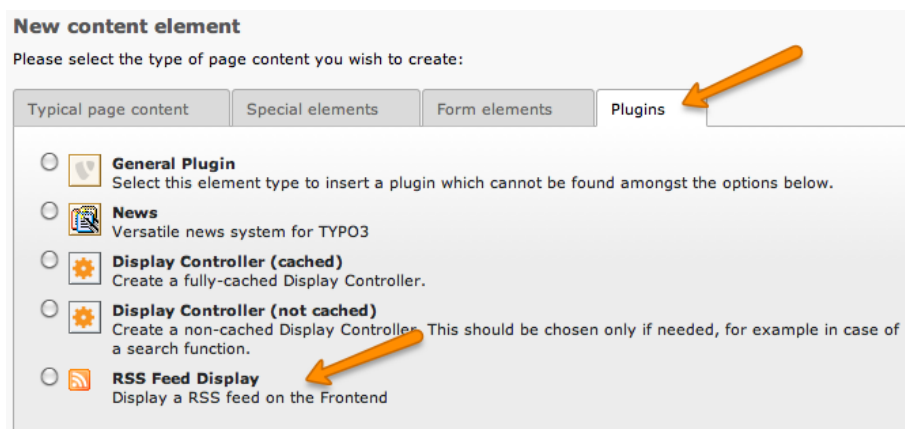 New content element
Please select the type of page content you wish to create:
Typical page content
Special elements
Form elements
Plugins
General Plugin
Select this element type to insert a plugin which cannot be found amongst the options below.
News
Versatile news system for TYPO3
Display Controller (cached)
Create a fully-cached Display Controller.
Display Controller (not cached)
Create a non-cached Display Controller. This should be chosen only if needed, for example in case of
a search function.
RSS Feed Display
Display a RSS feed on the Frontend